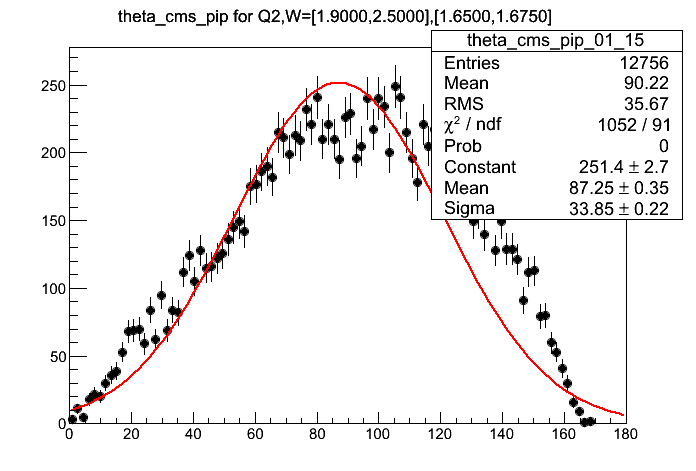 theta_cms_pip for Q2,W=[1.9000,2.5000],[1.6500,1.6750]
theta_cms_pip_01_15
Entries 12756
Mean 90.22
RMS 35.67
χ² / ndf 1052 / 91
Prob 0
Constant 251.4 ± 2.7
Mean 87.25 ± 0.35
Sigma 33.85 ± 0.22
250
200
150
100
50
0
0 20 40 60 80 100 120 140 160 180